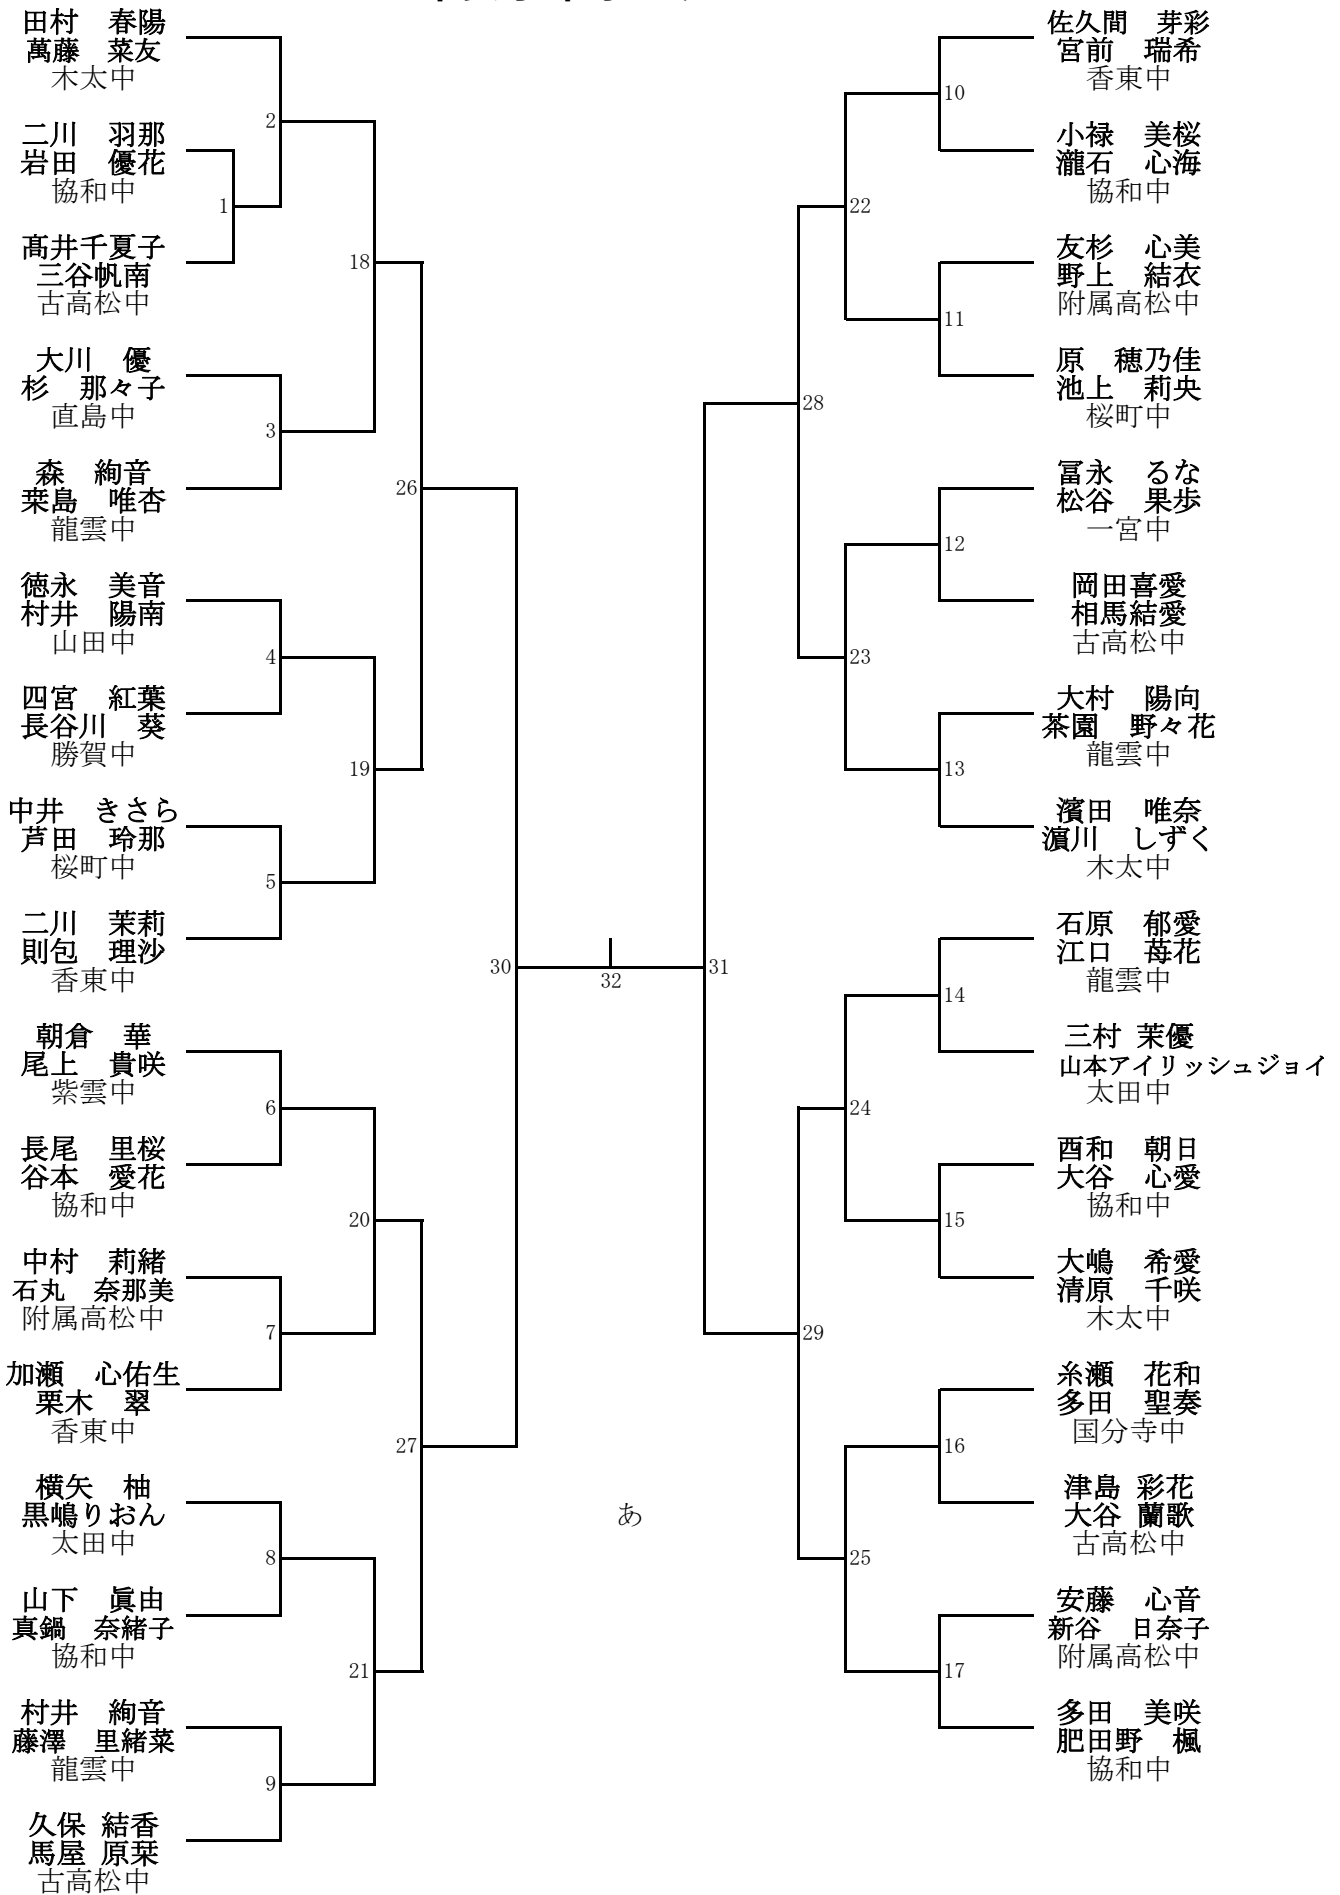 田村　春陽
萬藤　菜友
木太中
二川　羽那
岩田　優花
協和中
髙井千夏子
三谷帆南
古高松中
大川　優
杉　那々子
直島中
森　絢音
栞島　唯杏
龍雲中
徳永　美音
村井　陽南
山田中
四宮　紅葉
長谷川　葵
勝賀中
中井　きさら
芦田　玲那
桜町中
二川　茉莉
則包　理沙
香東中
朝倉　華
尾上　貴咲
紫雲中
長尾　里桜
谷本　愛花
協和中
中村　莉緒
石丸　奈那美
附属高松中
加瀬　心佑生
栗木　翠
香東中
横矢　柚
黒嶋りおん
太田中
山下　眞由
真鍋　奈緒子
協和中
村井　絢音
藤澤　里緒菜
龍雲中
久保 結香
馬屋 原栞
古高松中
1
2
3
4
5
6
7
8
9
18
19
20
21
26
27
30
32
31
あ
28
29
22
23
24
25
10
11
12
13
14
15
16
17
佐久間　芽彩
宮前　瑞希
香東中
小禄　美桜
瀧石　心海
協和中
友杉　心美
野上　結衣
附属高松中
原　穂乃佳
池上　莉央
桜町中
冨永　るな
松谷　果歩
一宮中
岡田喜愛
相馬結愛
古高松中
大村　陽向
茶園　野々花
龍雲中
濱田　唯奈
濵川　しずく
木太中
石原　郁愛
江口　苺花
龍雲中
三村 茉優
山本アイリッシュジョイ
太田中
酉和　朝日
大谷　心愛
協和中
大嶋　希愛
清原　千咲
木太中
糸瀬　花和
多田　聖奏
国分寺中
津島 彩花
大谷 蘭歌
古高松中
安藤　心音
新谷　日奈子
附属高松中
多田　美咲
肥田野　楓
協和中